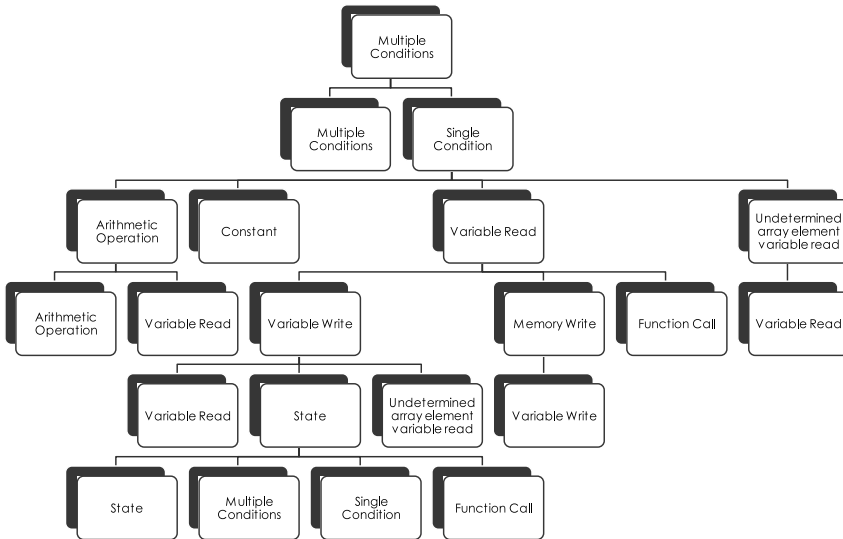 Multiple
Conditions
Multiple
Conditions
Single
Condition
Arithmetic
Operation
Constant
Variable Read
Undetermined
array element
variable read
Arithmetic
Operation
Variable Read
Variable Write
Memory Write
Function Call
Variable Read
Variable Read
State
Undetermined
array element
variable read
Variable Write
State
Multiple
Conditions
Single
Condition
Function Call